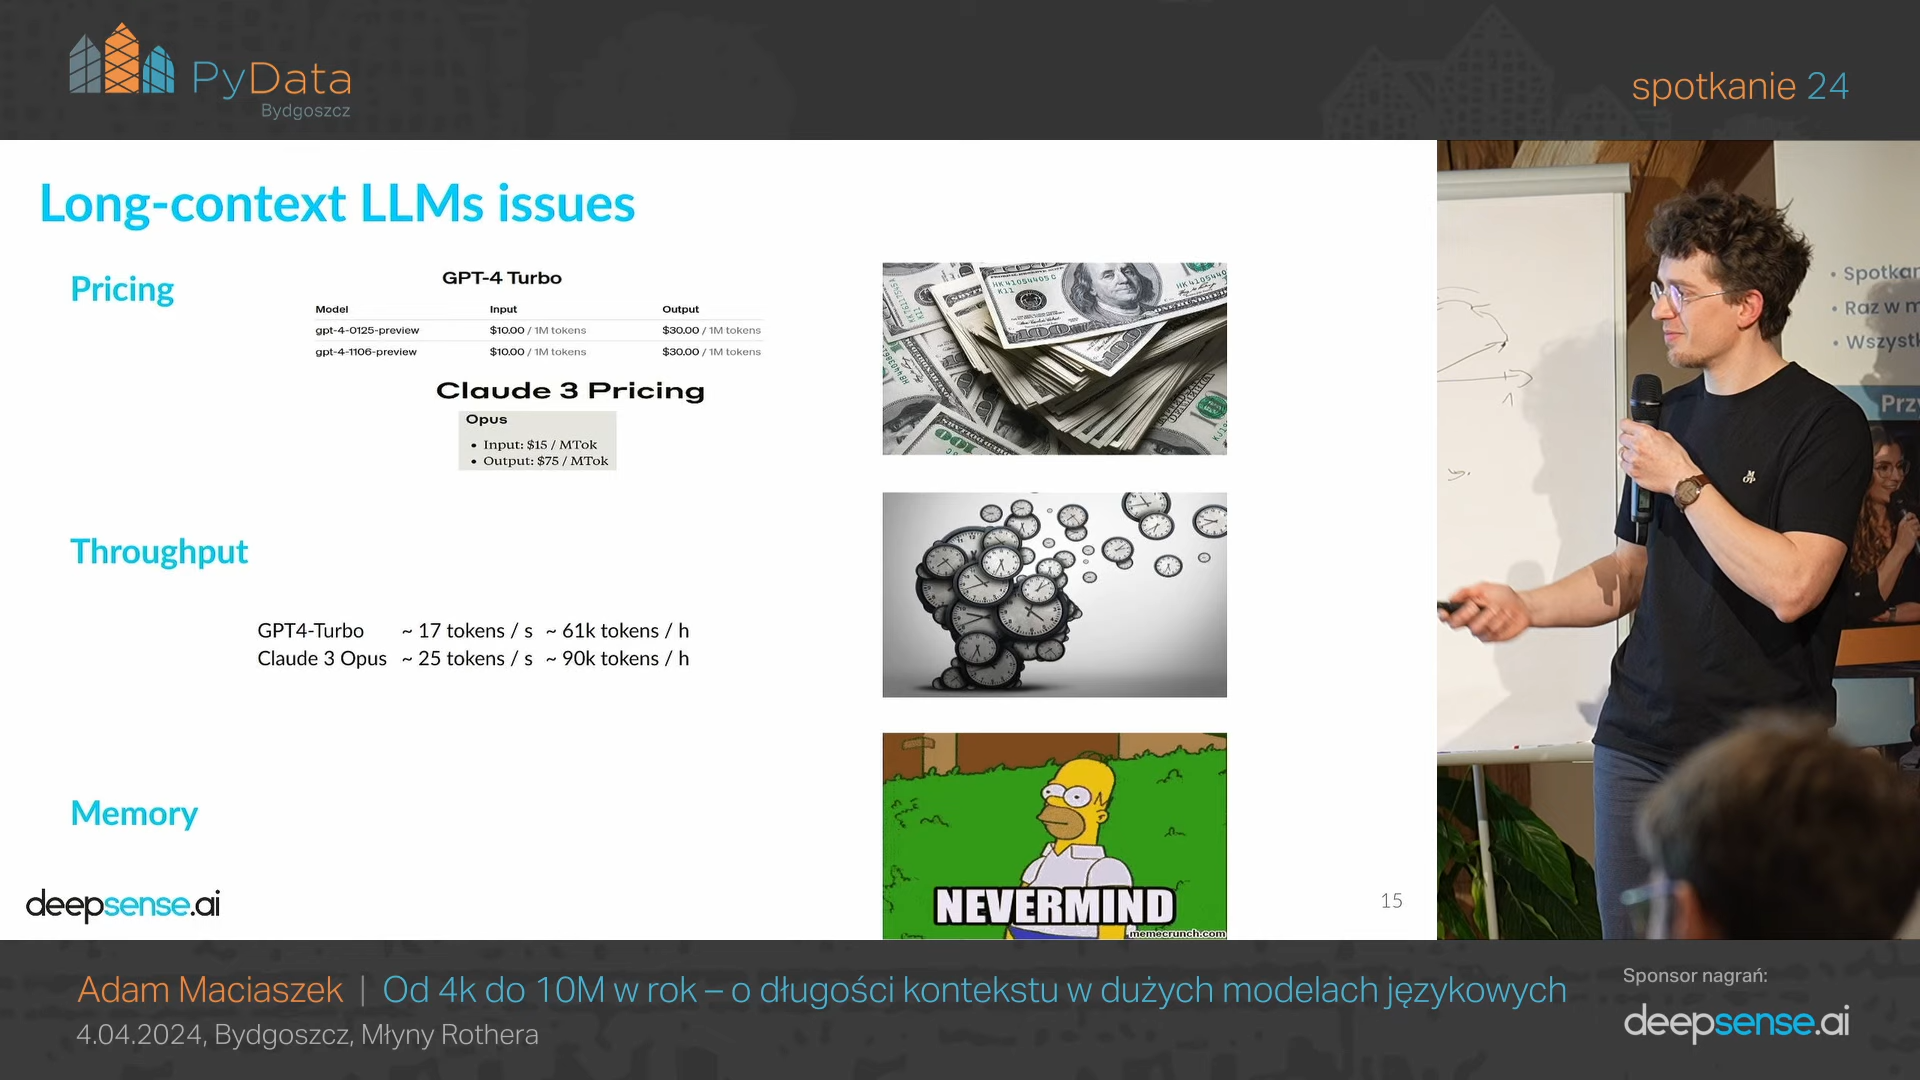 PyData
Bydgoszcz
spotkanie 24
Long-context LLMs issues
Pricing
GPT-4 Turbo
Model Input Output
gpt-4-0125-preview $10.00 / 1M tokens $30.00 / 1M tokens
gpt-4-1106-preview $10.00 / 1M tokens $30.00 / 1M tokens
Claude 3 Pricing
Opus
• Input: $15 / MTok
• Output: $75 / MTok
Throughput
GPT4-Turbo ~ 17 tokens / s ~ 61k tokens / h
Claude 3 Opus ~ 25 tokens / s ~ 90k tokens / h
Memory
NEVERMIND
memecrunch.com
deepsense.ai
15
• Spotkan
• Raz w m
• Wszystk
Przy
Adam Maciaszek | Od 4k do 10M w rok – o długości kontekstu w dużych modelach językowych
4.04.2024, Bydgoszcz, Młyny Rothera
Sponsor nagrań:
deepsense.ai